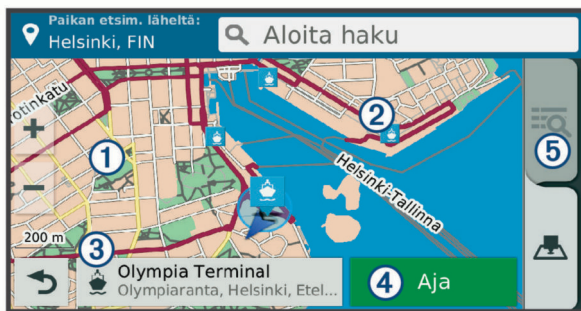 Paikan etsim. läheltä:
Helsinki, FIN
Aloita haku
rotinkatu
+
2
1
5
Helsinki-Tallinna
−
200 m
3
Olympia Terminal
Olympiaranta, Helsinki, Etel...
4 Aja